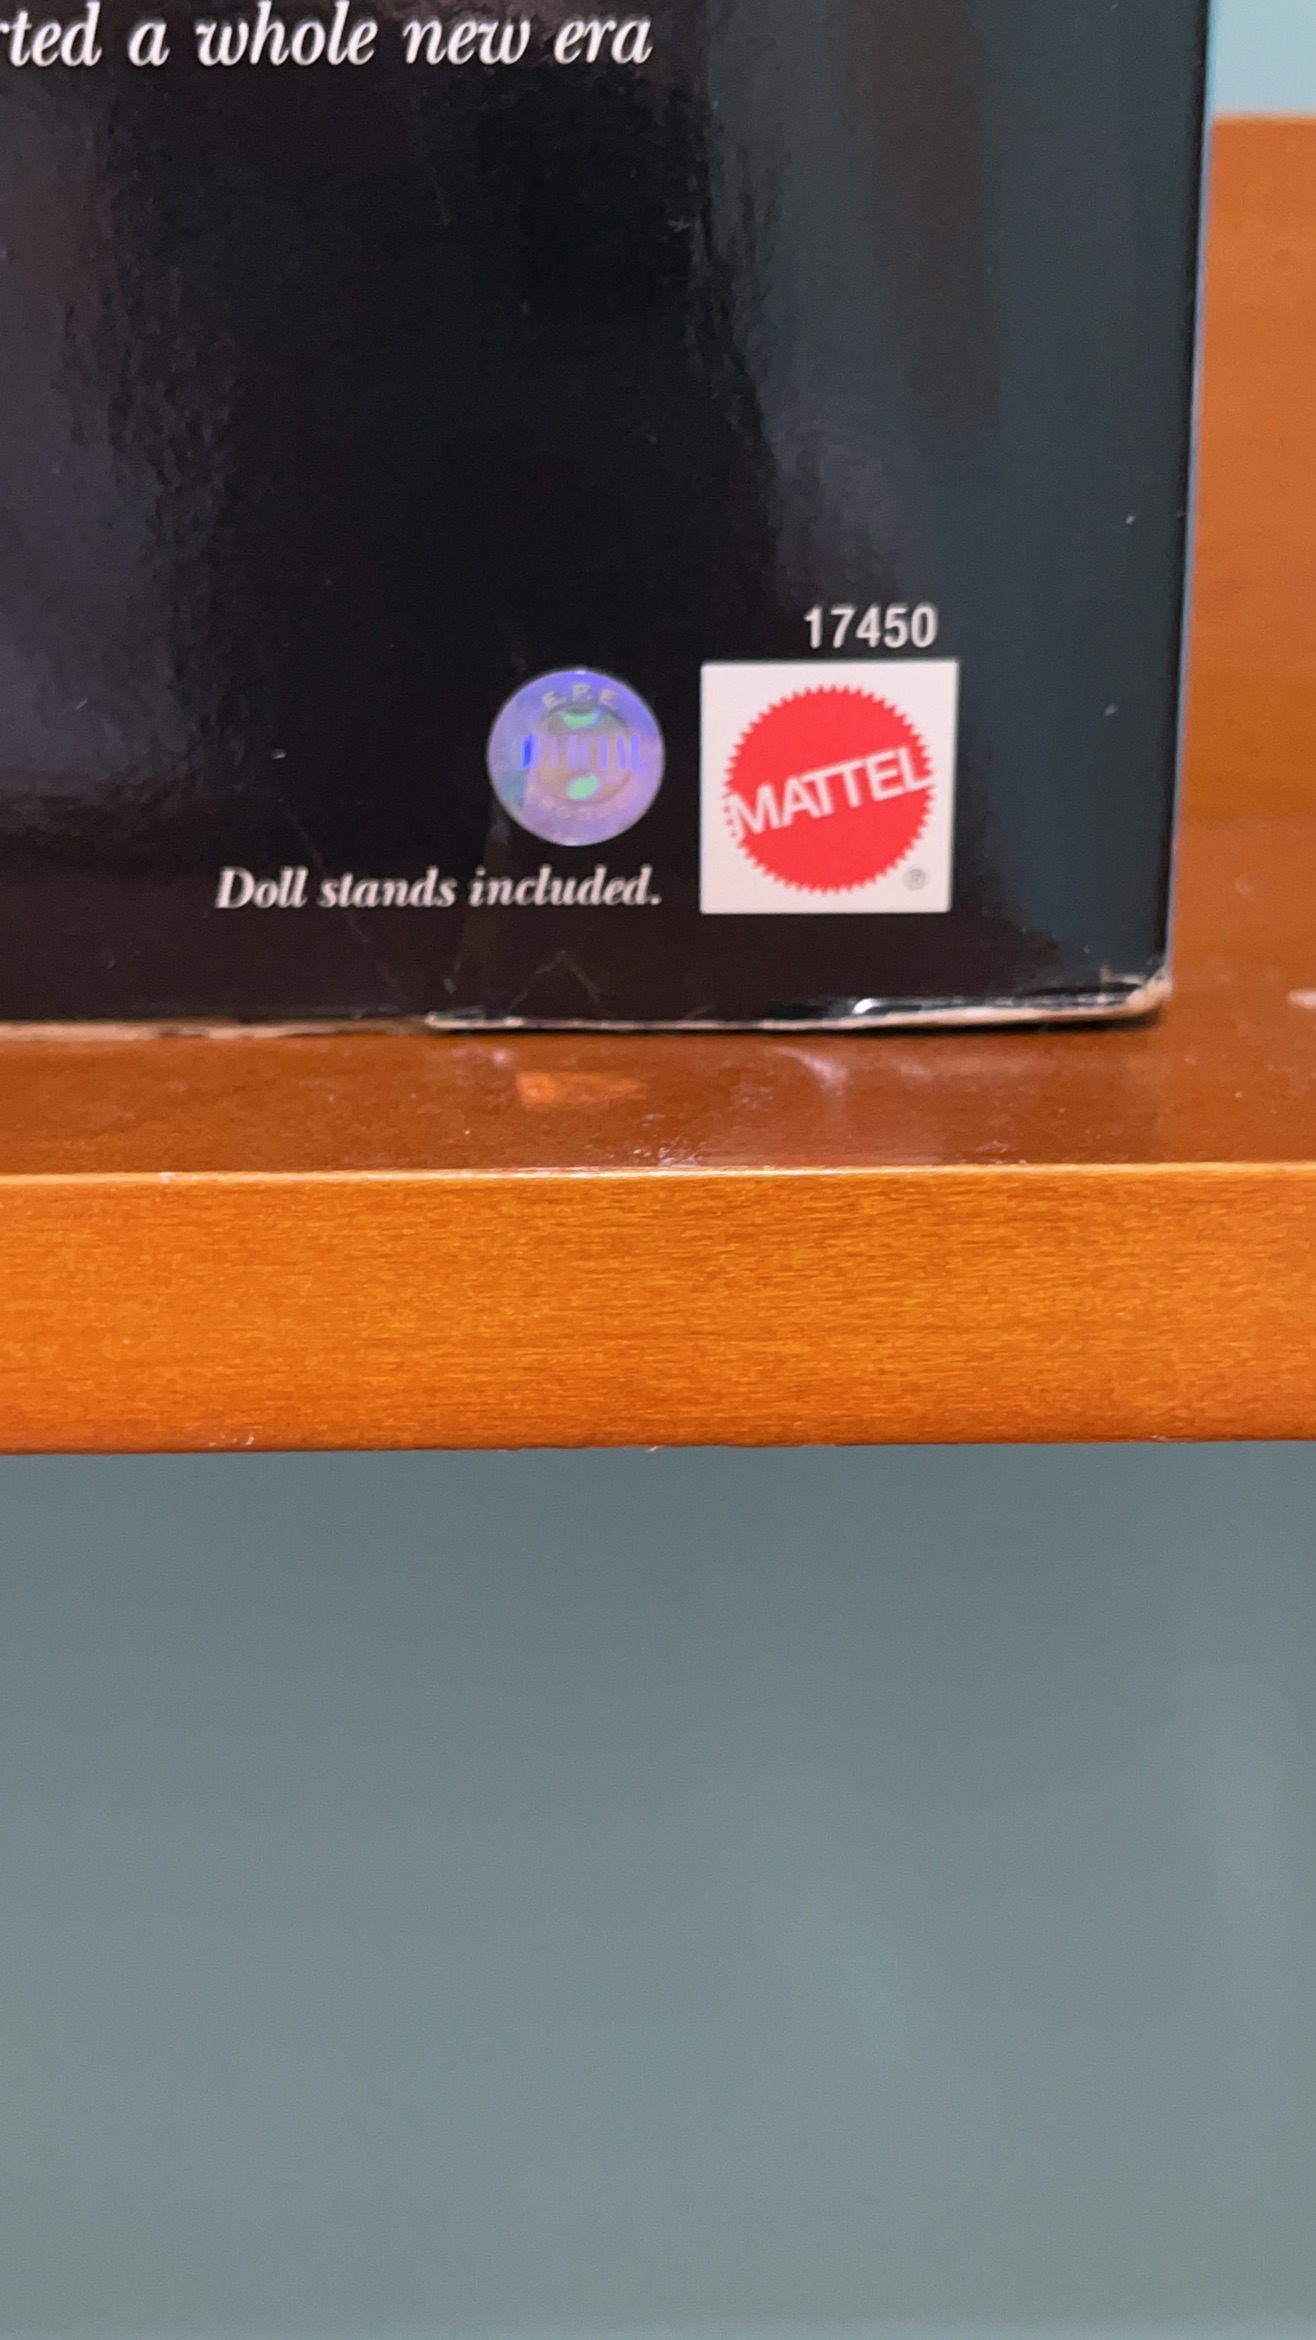 rted a whole new era
17450
E.P.E.
MATTEL
®
Doll stands included.